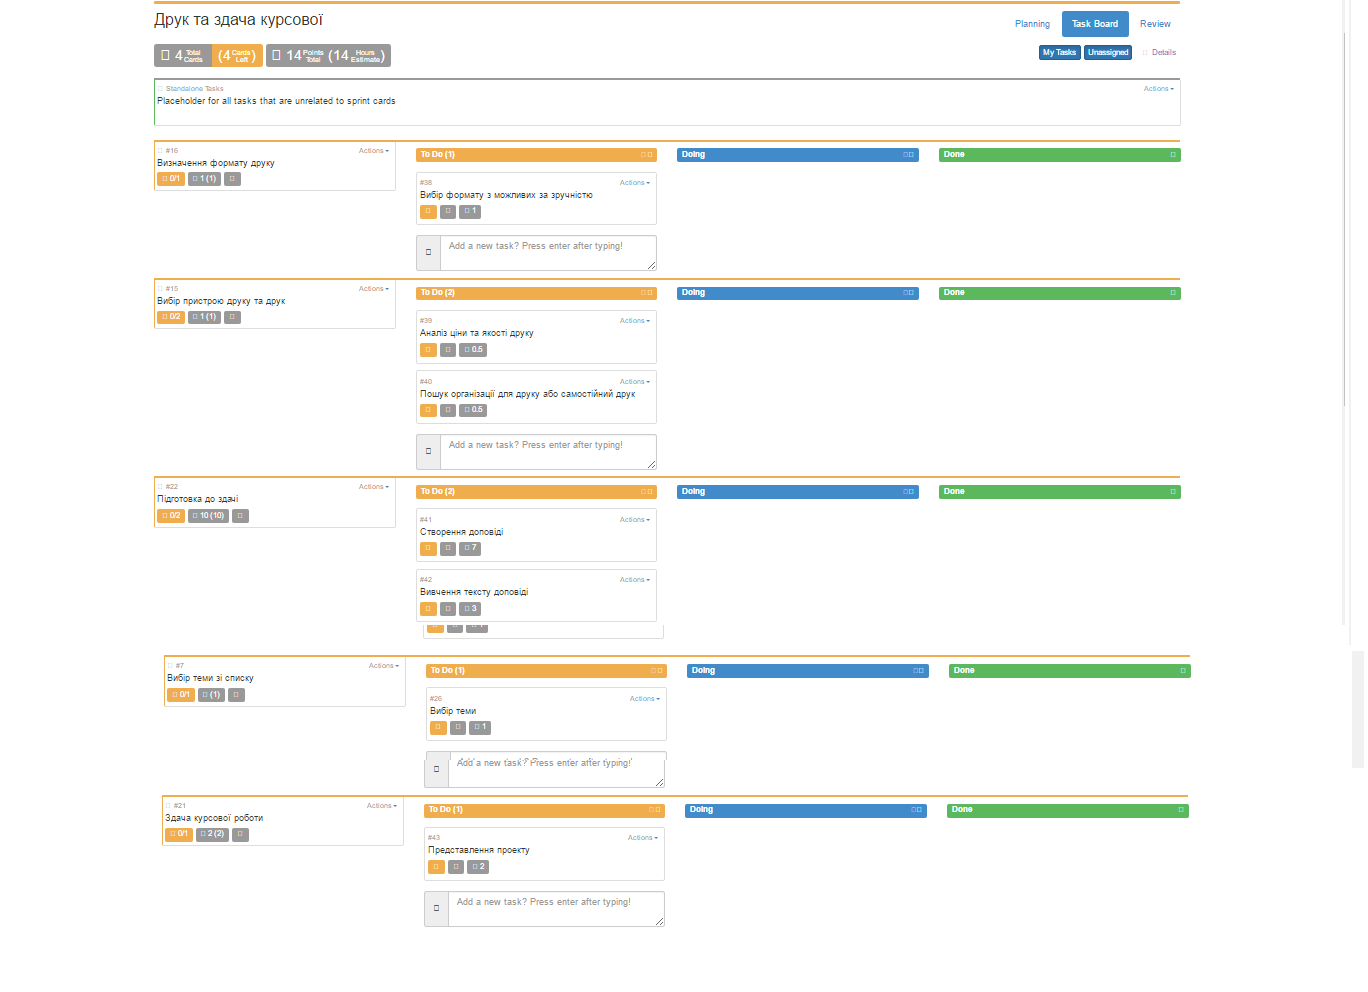 Друк та здача курсової
Planning Task Board Review
4 Total Cards (4 Cards Left) 14 Points Total (14 Hours Estimate)
My Tasks Unassigned Details
Standalone Tasks Actions
Placeholder for all tasks that are unrelated to sprint cards
#16 Actions
Визначення формату друку
0/1 1 (1)
To Do (1) Doing Done
#38 Actions
Вибір формату з можливих за зручністю
1
Add a new task? Press enter after typing!
#15 Actions
Вибір пристрою друку та друк
0/2 1 (1)
To Do (2) Doing Done
#39 Actions
Аналіз ціни та якості друку
0.5
#40 Actions
Пошук організації для друку або самостійний друк
0.5
Add a new task? Press enter after typing!
#22 Actions
Підготовка до здачі
0/2 10 (10)
To Do (2) Doing Done
#41 Actions
Створення доповіді
7
#42 Actions
Вивчення тексту доповіді
3
#7 Actions
Вибір теми зі списку
0/1 (1)
To Do (1) Doing Done
#26 Actions
Вибір теми
1
Add a new task? Press enter after typing!
#21 Actions
Здача курсової роботи
0/1 2 (2)
To Do (1) Doing Done
#43 Actions
Представлення проекту
2
Add a new task? Press enter after typing!